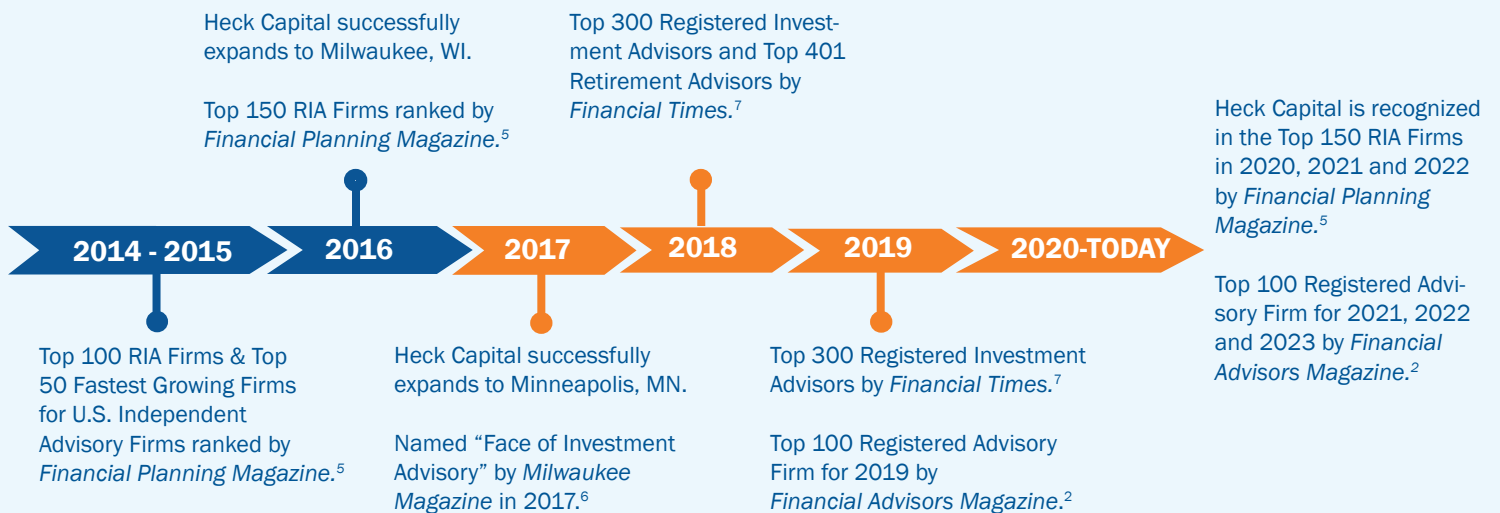 Heck Capital successfully
expands to Milwaukee, WI.
Top 150 RIA Firms ranked by
Financial Planning Magazine.⁵
Top 300 Registered Invest-
ment Advisors and Top 401
Retirement Advisors by
Financial Times.⁷
Heck Capital is recognized
in the Top 150 RIA Firms
in 2020, 2021 and 2022
by Financial Planning
Magazine.⁵
Top 100 Registered Advi-
sory Firm for 2021, 2022
and 2023 by Financial
Advisors Magazine.²
2014 - 2015
2016
2017
2018
2019
2020-TODAY
Top 100 RIA Firms & Top
50 Fastest Growing Firms
for U.S. Independent
Advisory Firms ranked by
Financial Planning Magazine.⁵
Heck Capital successfully
expands to Minneapolis, MN.
Named “Face of Investment
Advisory” by Milwaukee
Magazine in 2017.⁶
Top 300 Registered Investment
Advisors by Financial Times.⁷
Top 100 Registered Advisory
Firm for 2019 by
Financial Advisors Magazine.²